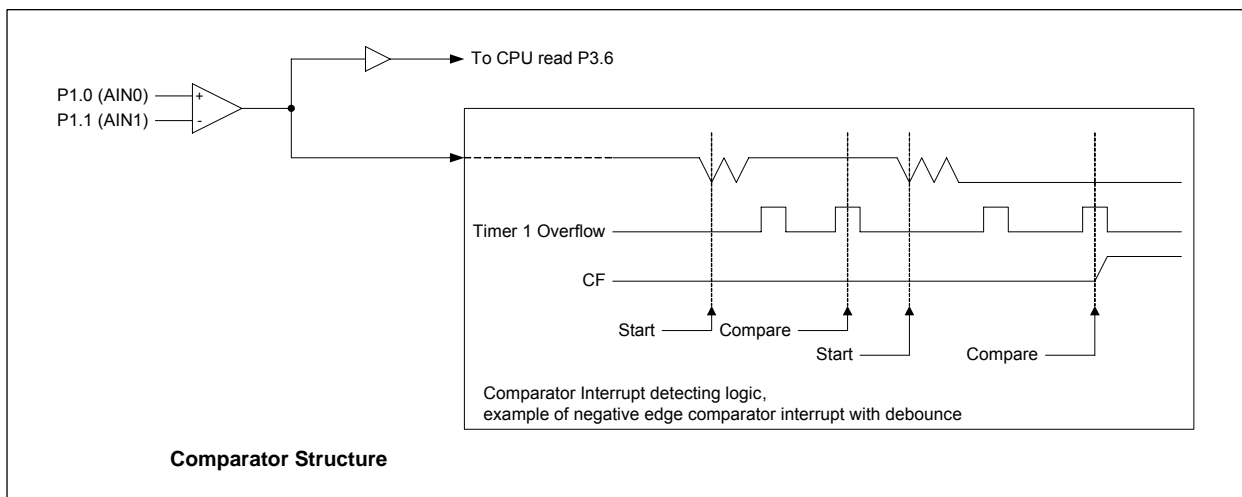 To CPU read P3.6
P1.0 (AIN0)
+
P1.1 (AIN1)
-
Timer 1 Overflow
CF
Start
Compare
Start
Compare
Comparator Interrupt detecting logic,
example of negative edge comparator interrupt with debounce
Comparator Structure